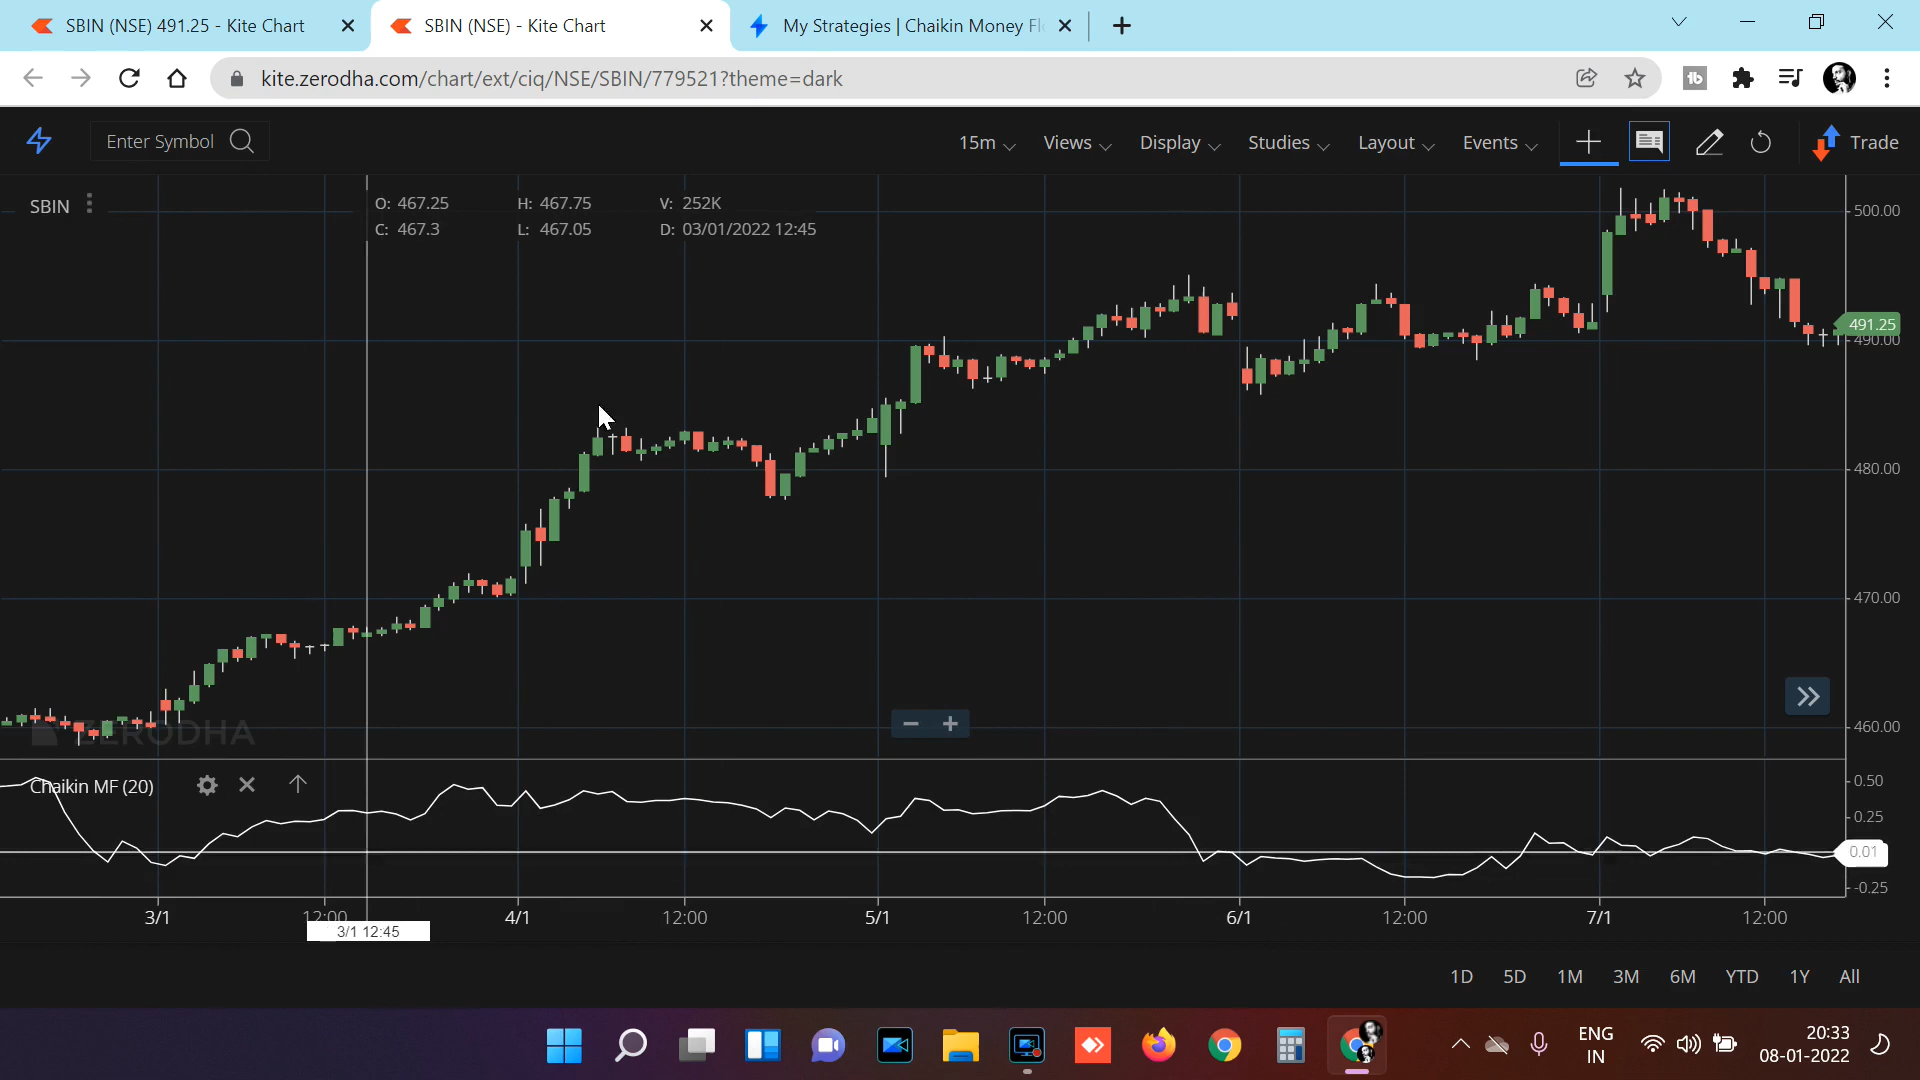 SBIN (NSE) 491.25 - Kite Chart
SBIN (NSE) - Kite Chart
My Strategies | Chaikin Money Fl
kite.zerodha.com/chart/ext/ciq/NSE/SBIN/779521?theme=dark
Enter Symbol
15m
Views
Display
Studies
Layout
Events
Trade
SBIN
O: 467.25 H: 467.75 V: 252K
C: 467.3 L: 467.05 D: 03/01/2022 12:45
500.00
491.25
490.00
480.00
470.00
460.00
ZERODHA
Chaikin MF (20)
0.50
0.25
0.01
-0.25
3/1 12:00 4/1 12:00 5/1 12:00 6/1 12:00 7/1 12:00
3/1 12:45
1D 5D 1M 3M 6M YTD 1Y All
ENG
IN
20:33
08-01-2022